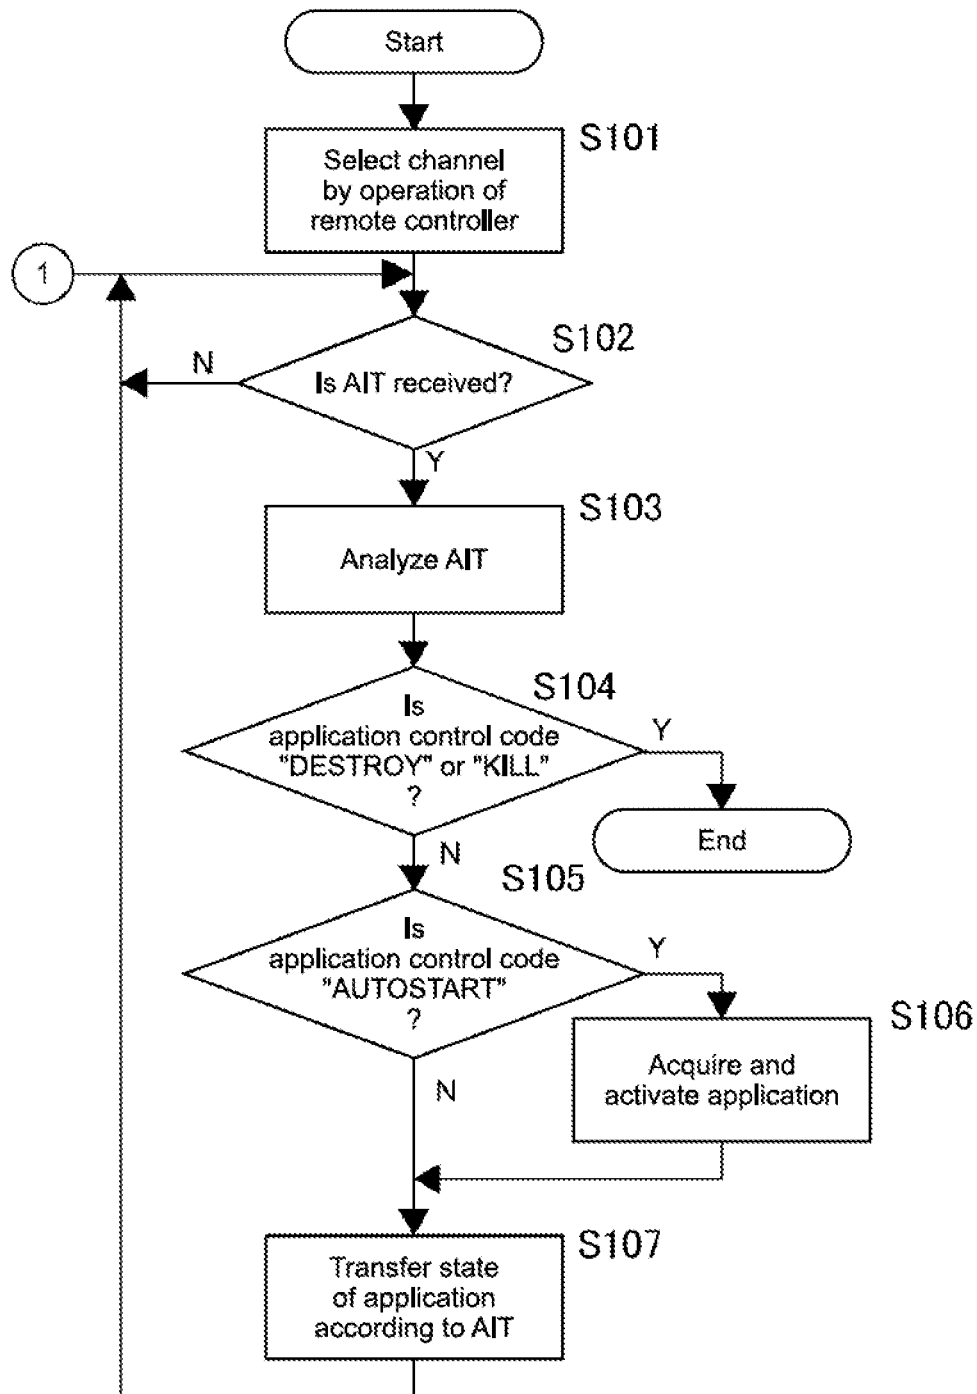 Start
S101
Select channel
by operation of
remote controller
1
S102
N
Is AIT received?
Y
S103
Analyze AIT
S104
Is
application control code
"DESTROY" or "KILL"
?
Y
End
N
S105
Is
application control code
"AUTOSTART"
?
Y
S106
Acquire and
activate application
N
S107
Transfer state
of application
according to AIT